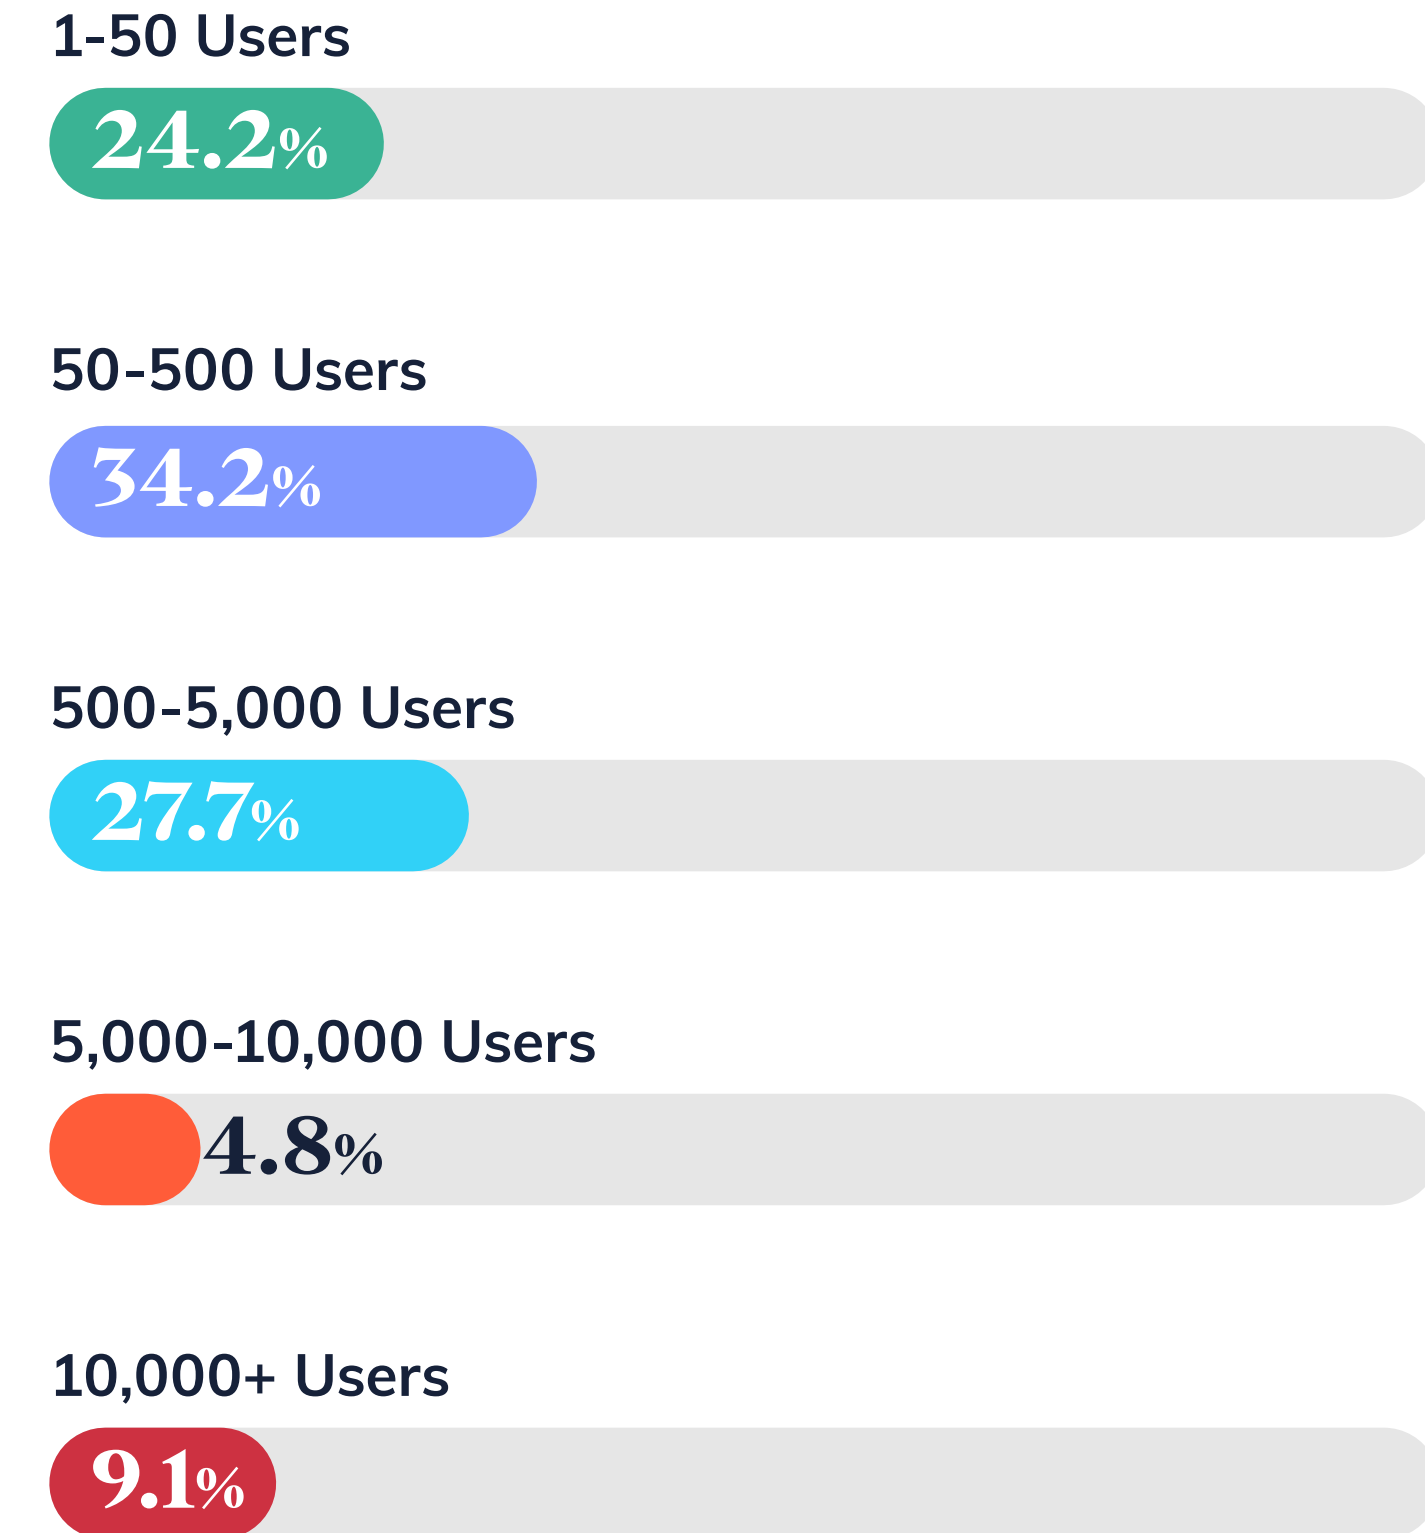 1-50 Users
24.2%
50-500 Users
34.2%
500-5,000 Users
27.7%
5,000-10,000 Users
4.8%
10,000+ Users
9.1%